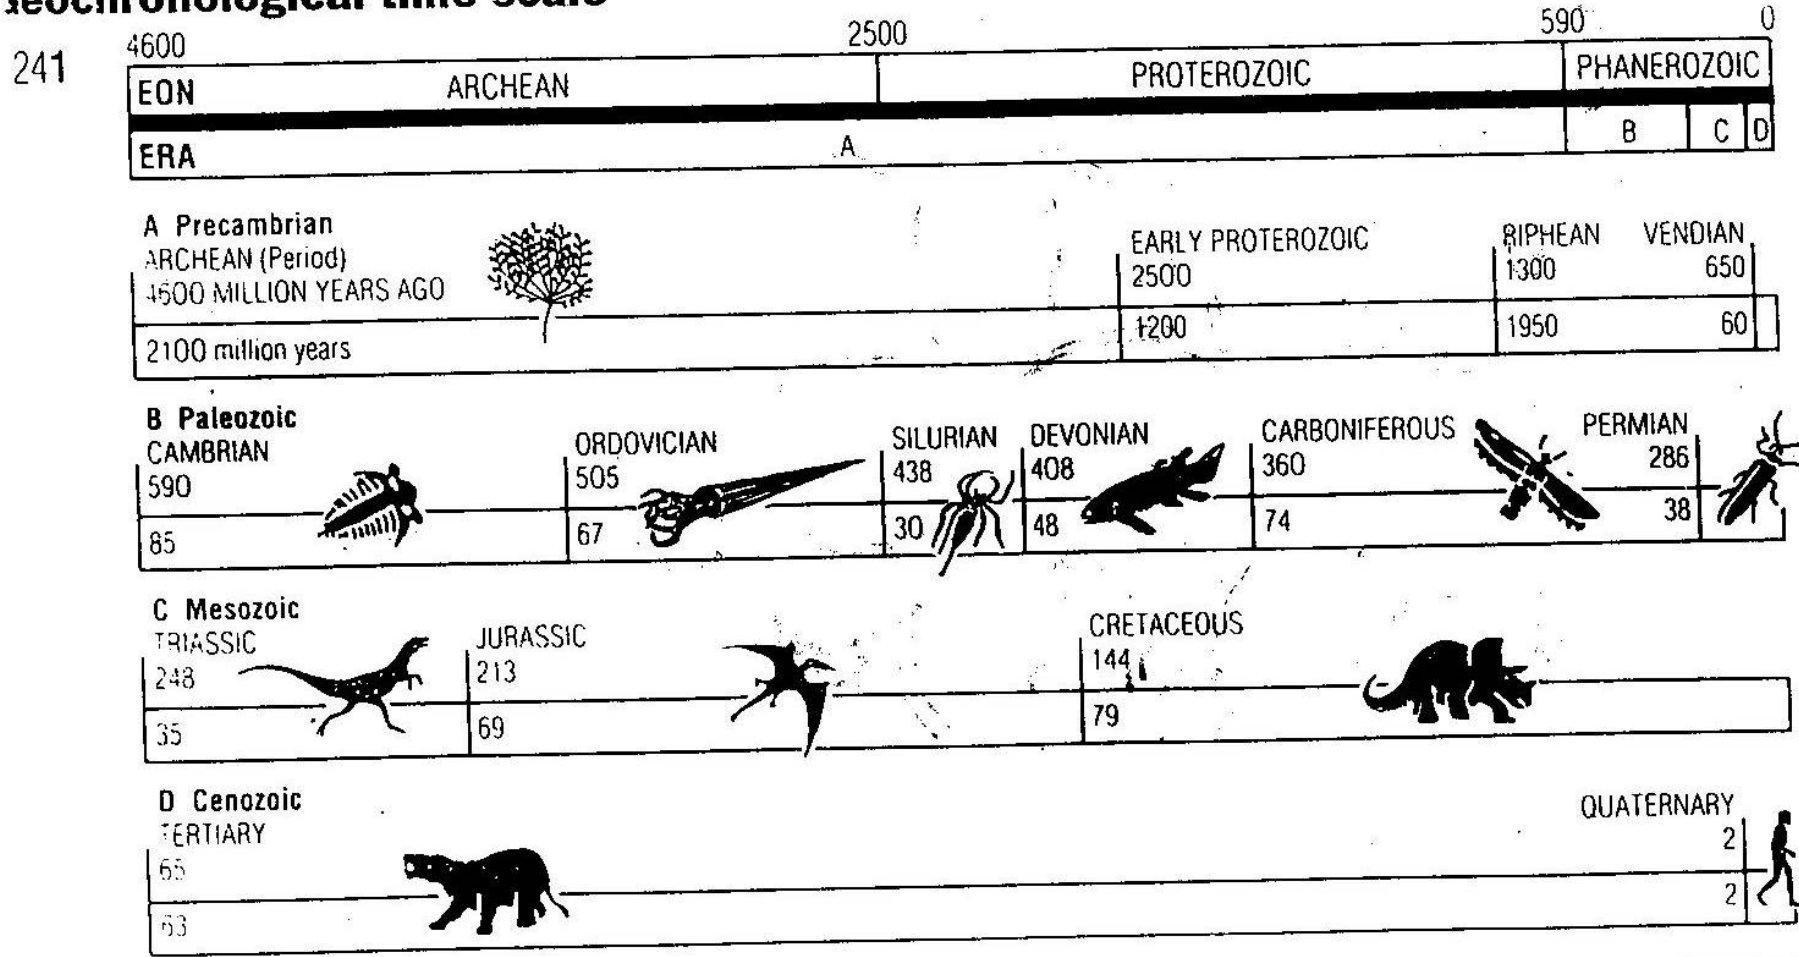 Geochronological time scale
241
4600 2500 590 0
EON ARCHEAN PROTEROZOIC PHANEROZOIC
ERA A B C D
A Precambrian
ARCHEAN (Period) EARLY PROTEROZOIC RIPHEAN VENDIAN
4600 MILLION YEARS AGO 2500 1300 650
2100 million years 1200 1950 60
B Paleozoic
CAMBRIAN ORDOVICIAN SILURIAN DEVONIAN CARBONIFEROUS PERMIAN
590 505 438 408 360 286
85 67 30 48 74 38
C Mesozoic
TRIASSIC JURASSIC CRETACEOUS
248 213 144
35 69 79
D Cenozoic
TERTIARY QUATERNARY
65 2
63 2